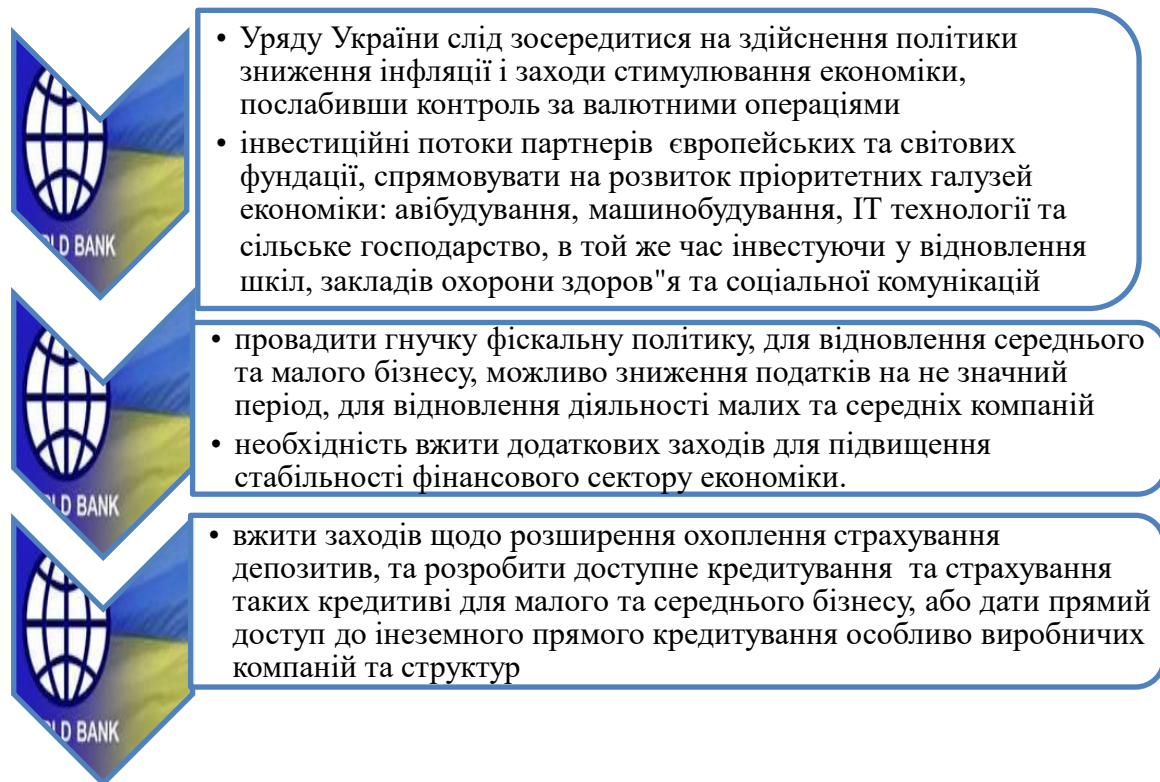 • Уряду України слід зосередитися на здійснення політики
зниження інфляції і заходи стимулювання економіки,
послабивши контроль за валютними операціями
• інвестиційні потоки партнерів європейських та світових
фундації, спрямовувати на розвиток пріоритетних галузей
економіки: авібудування, машинобудування, ІТ технології та
сільське господарство, в той же час інвестуючи у відновлення
шкіл, закладів охорони здоров"я та соціальної комунікацій
RLD BANK
• провадити гнучку фіскальну політику, для відновлення середнього
та малого бізнесу, можливо зниження податків на не значний
період, для відновлення діяльності малих та середніх компаній
• необхідність вжити додаткових заходів для підвищення
стабільності фінансового сектору економіки.
RLD BANK
• вжити заходів щодо розширення охоплення страхування
депозитив, та розробити доступне кредитування та страхування
таких кредитиві для малого та середнього бізнесу, або дати прямий
доступ до інеземного прямого кредитування особливо виробничих
компаній та структур
RLD BANK